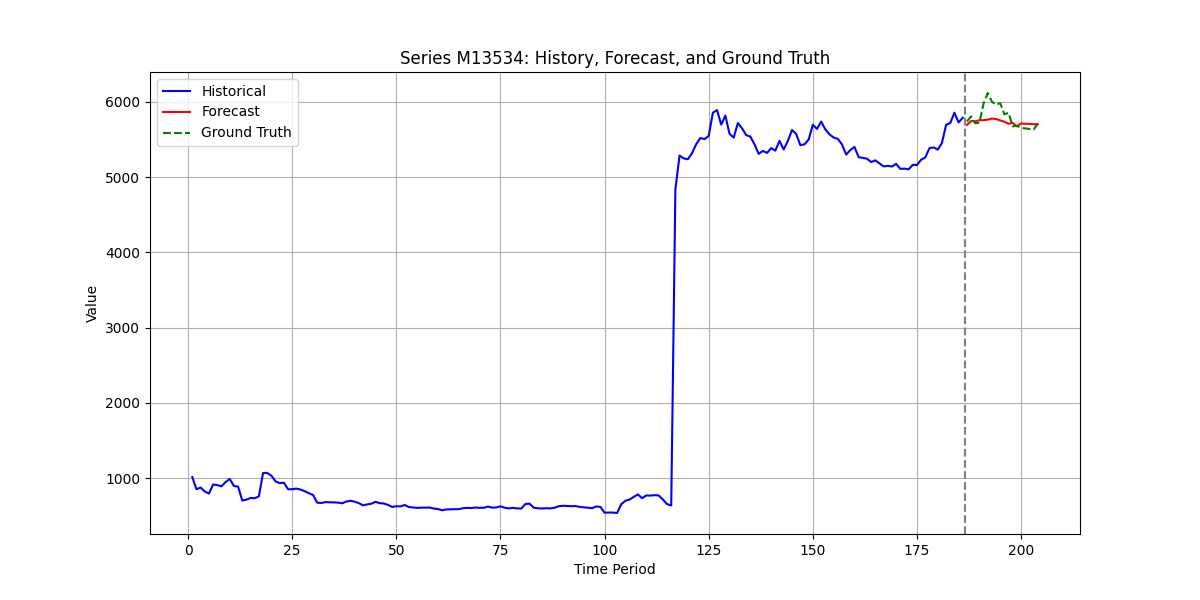 Series M13534: History, Forecast, and Ground Truth
Historical
Forecast
Ground Truth
6000
5000
4000
3000
2000
1000
Value
0 25 50 75 100 125 150 175 200
Time Period